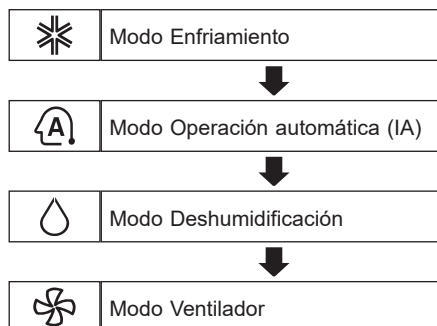 Modo Enfriamiento
A
Modo Operación automática (IA)
Modo Deshumidificación
Modo Ventilador